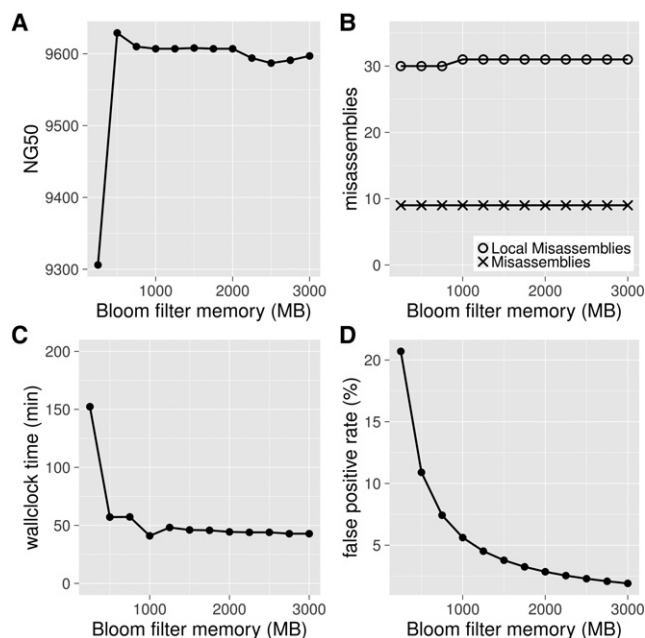 A
NG50
9600
9500
9400
9300
1000
2000
3000
Bloom filter memory (MB)
B
misassemblies
30
20
10
0
Local Misassemblies
Misassemblies
1000
2000
3000
Bloom filter memory (MB)
C
wallclock time (min)
200
150
100
50
0
1000
2000
3000
Bloom filter memory (MB)
D
false positive rate (%)
20
15
10
5
1000
2000
3000
Bloom filter memory (MB)